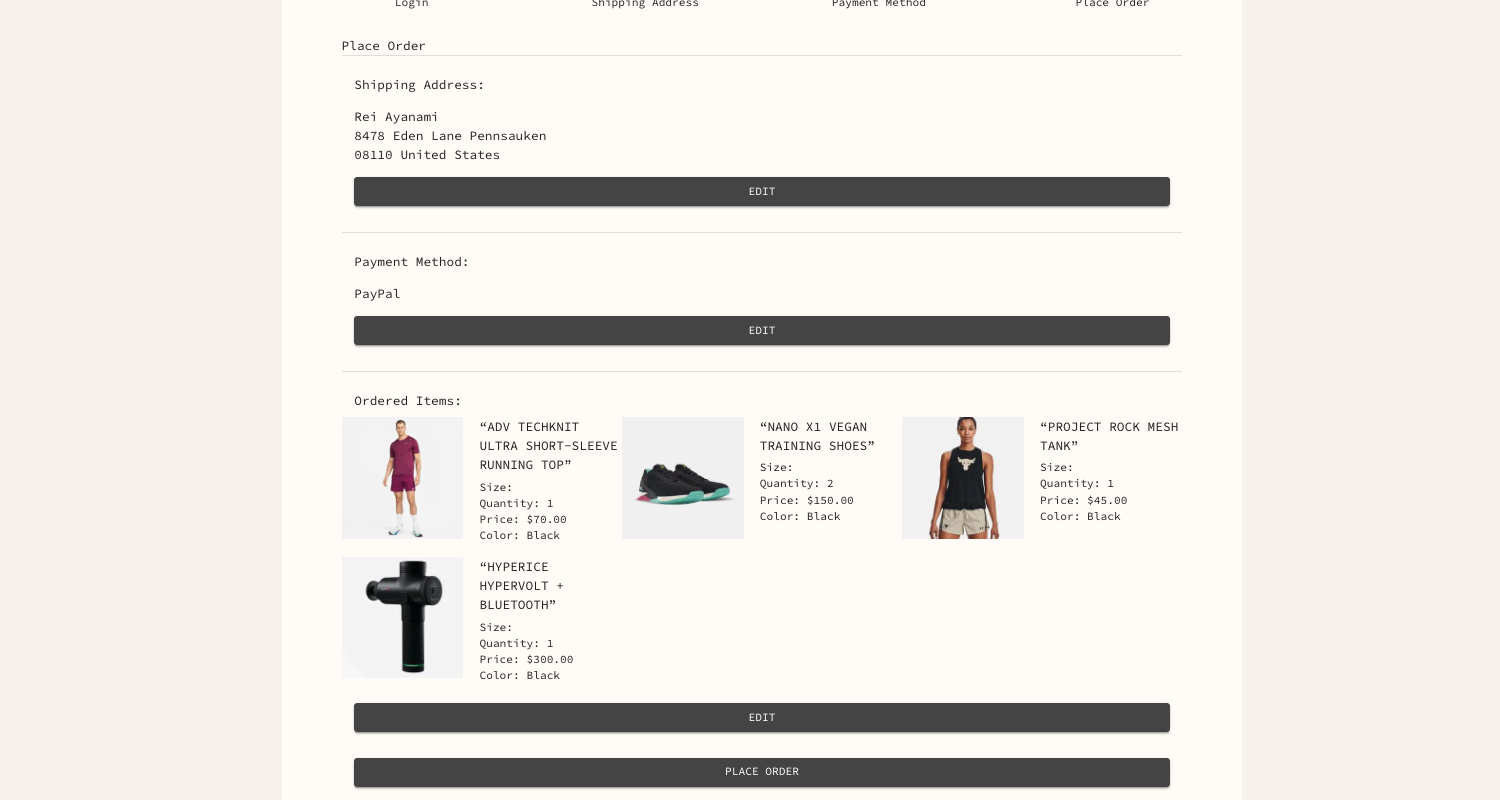 Login
Shipping Address
Payment Method
Place Order
Place Order
Shipping Address:
Rei Ayanami
8478 Eden Lane Pennsauken
08110 United States
EDIT
Payment Method:
PayPal
EDIT
Ordered Items:
“ADV TECHKNIT
ULTRA SHORT-SLEEVE
RUNNING TOP”
Size:
Quantity: 1
Price: $70.00
Color: Black
“NANO X1 VEGAN
TRAINING SHOES”
Size:
Quantity: 2
Price: $150.00
Color: Black
“PROJECT ROCK MESH
TANK”
Size:
Quantity: 1
Price: $45.00
Color: Black
“HYPERICE
HYPERVOLT +
BLUETOOTH”
Size:
Quantity: 1
Price: $300.00
Color: Black
EDIT
PLACE ORDER